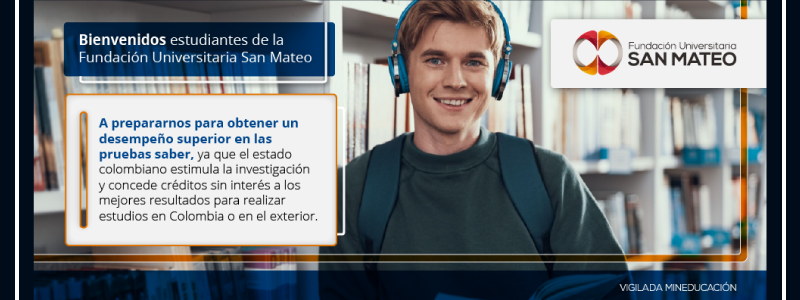 Bienvenidos estudiantes de la
Fundación Universitaria San Mateo
A prepararnos para obtener un
desempeño superior en las
pruebas saber, ya que el estado
colombiano estimula la investigación
y concede créditos sin interés a los
mejores resultados para realizar
estudios en Colombia o en el exterior.
Fundación Universitaria
SAN MATEO
VIGILADA MINEDUCACIÓN